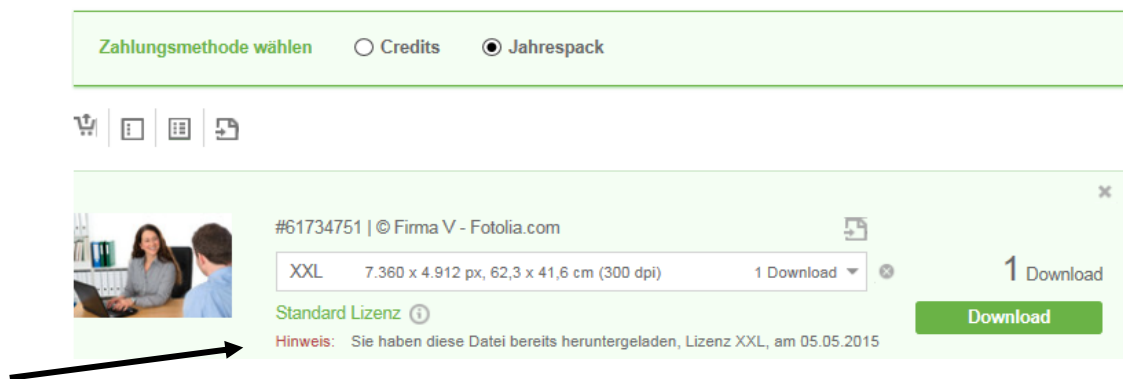 Zahlungsmethode wählen Credits Jahrespack
#61734751 | © Firma V - Fotolia.com
XXL 7.360 x 4.912 px, 62,3 x 41,6 cm (300 dpi) 1 Download
1 Download
Standard Lizenz
Download
Hinweis: Sie haben diese Datei bereits heruntergeladen, Lizenz XXL, am 05.05.2015